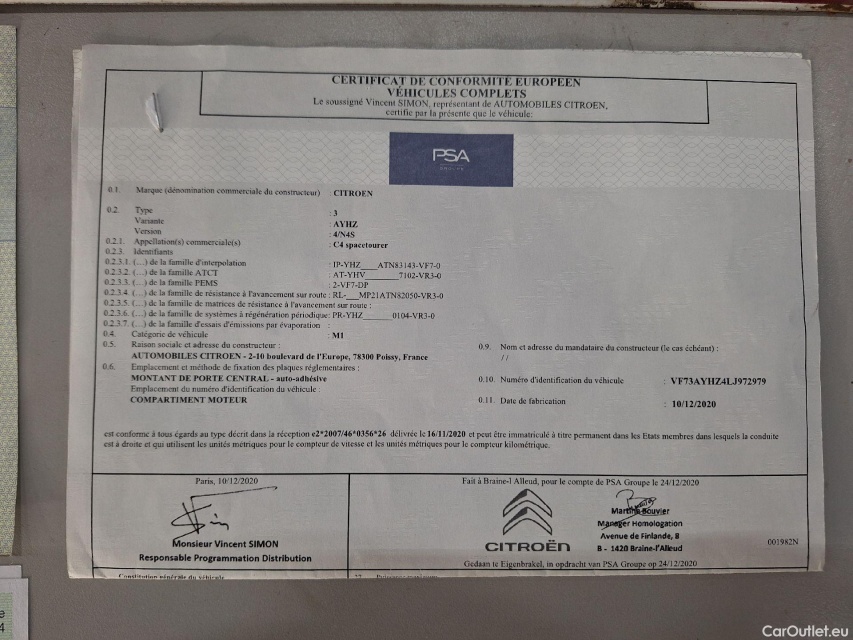 CERTIFICAT DE CONFORMITÉ EUROPEEN
VÉHICULES COMPLETS
Le soussigné Vincent SIMON, représentant de AUTOMOBILES CITROEN,
certifie par la présente que le véhicule:
PSA
GROUPE
0.1. Marque (dénomination commerciale du constructeur) : CITROEN
0.2. Type : 3
Variante : AYHZ
Version : 4/N4S
0.2.1. Appellation(s) commerciale(s) : C4 spacetourer
0.2.3. Identifiants
0.2.3.1. (...) de la famille d'interpolation : IP-YHZ____ATN83143-VF7-0
0.2.3.2. (...) de la famille ATCT : AT-YHV________7102-VR3-0
0.2.3.3. (...) de la famille PEMS : 2-VF7-DP
0.2.3.4. (...) de la famille de résistance à l'avancement sur route : RL-___MP21ATN82050-VR3-0
0.2.3.5. (...) de la famille de matrices de résistance à l'avancement sur route :
0.2.3.6. (...) de la famille de systèmes à régénération périodique: PR-YHZ________0104-VR3-0
0.2.3.7. (...) de la famille d'essais d'émissions par évaporation :
0.4. Catégorie de véhicule : M1
0.5. Raison sociale et adresse du constructeur :
AUTOMOBILES CITROEN - 2-10 boulevard de l'Europe, 78300 Poissy, France
0.6. Emplacement et méthode de fixation des plaques réglementaires :
MONTANT DE PORTE CENTRAL - auto-adhésive
Emplacement du numéro d'identification du véhicule :
COMPARTIMENT MOTEUR
0.9. Nom et adresse du mandataire du constructeur (le cas échéant) :
/ /
0.10. Numéro d'identification du véhicule : VF73AYHZ4LJ972979
0.11. Date de fabrication : 10/12/2020
est conforme à tous égards au type décrit dans la réception e2*2007/46*0356*26 délivrée le 16/11/2020 et peut être immatriculé à titre permanent dans les Etats membres dans lesquels la conduite
est à droite et qui utilisent les unités métriques pour le compteur de vitesse et les unités métriques pour le compteur kilométrique.
Paris, 10/12/2020
Monsieur Vincent SIMON
Responsable Programmation Distribution
Fait à Braine-l Alleud, pour le compte de PSA Groupe le 24/12/2020
CITROËN
Martine Bouvier
Manager Homologation
Avenue de Finlande, 8
B - 1420 Braine-l'Alleud
001982N
Gedaan te Eigenbrakel, in opdracht van PSA Groupe op 24/12/2020
Constitution générale du véhicule
CarOutlet.eu